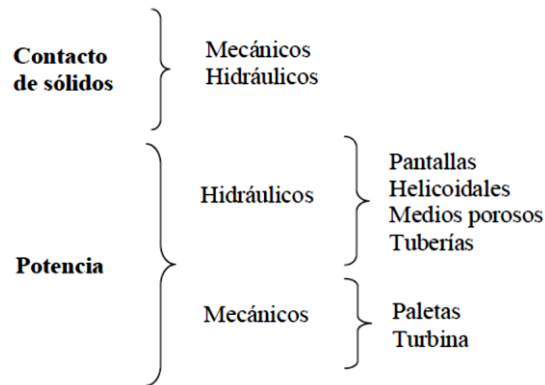 Contacto
de sólidos
Mecánicos
Hidráulicos
Potencia
Hidráulicos
Pantallas
Helicoidales
Medios porosos
Tuberías
Mecánicos
Paletas
Turbina